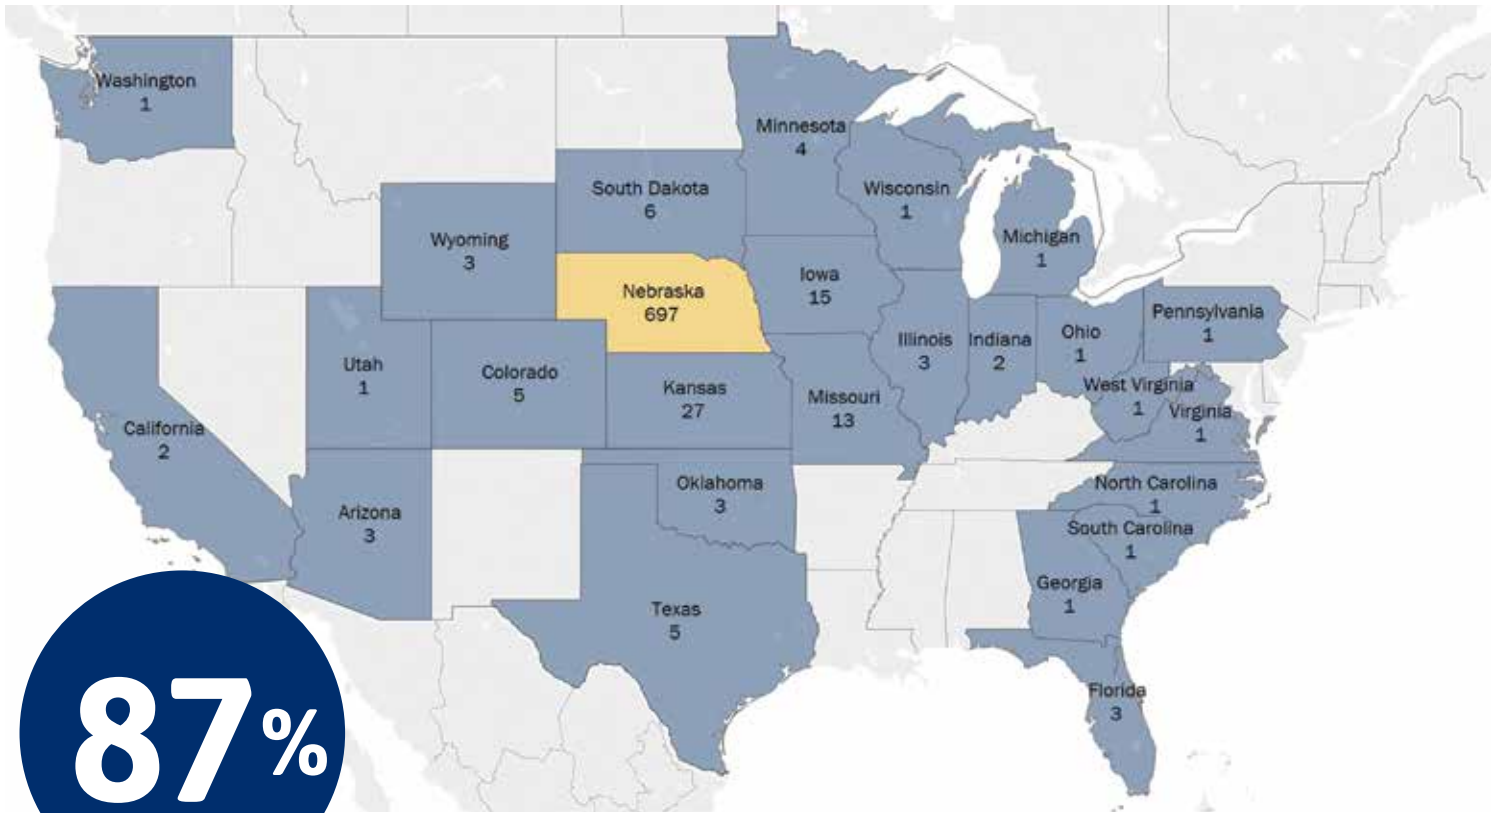 Washington
1
Minnesota
4
South Dakota
6
Wisconsin
1
Wyoming
3
Michigan
1
Iowa
15
Nebraska
697
Pennsylvania
1
Ohio
1
Illinois
3
Indiana
2
Utah
1
Colorado
5
Kansas
27
West Virginia
1
Missouri
13
Virginia
1
California
2
Oklahoma
3
North Carolina
1
Arizona
3
South Carolina
1
Georgia
1
Texas
5
Florida
3
87%